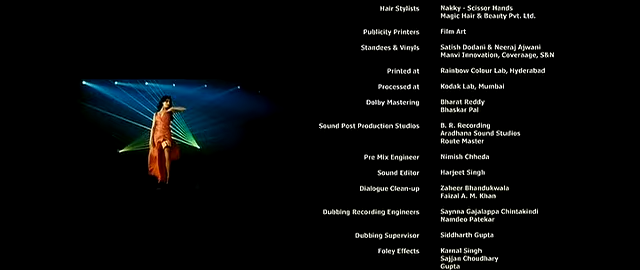 Hair Stylists Nakky - Scissor Hands
Magic Hair & Beauty Pvt. Ltd.
Publicity Printers Film Art
Standees & Vinyls Satish Dodani & Neeraj Ajwani
Manvi Innovation, Coveraage, S&N
Printed at Rainbow Colour Lab, Hyderabad
Processed at Kodak Lab, Mumbai
Dolby Mastering Bharat Reddy
Bhaskar Pal
Sound Post Production Studios B. R. Recording
Aradhana Sound Studios
Route Master
Pre Mix Engineer Nimish Chheda
Sound Editor Harjeet Singh
Dialogue Clean-up Zaheer Bhandukwala
Faizal A. M. Khan
Dubbing Recording Engineers Saynna Gajalappa Chintakindi
Namdeo Patekar
Dubbing Supervisor Siddharth Gupta
Foley Effects Karnail Singh
Sajjan Choudhary
Gupta